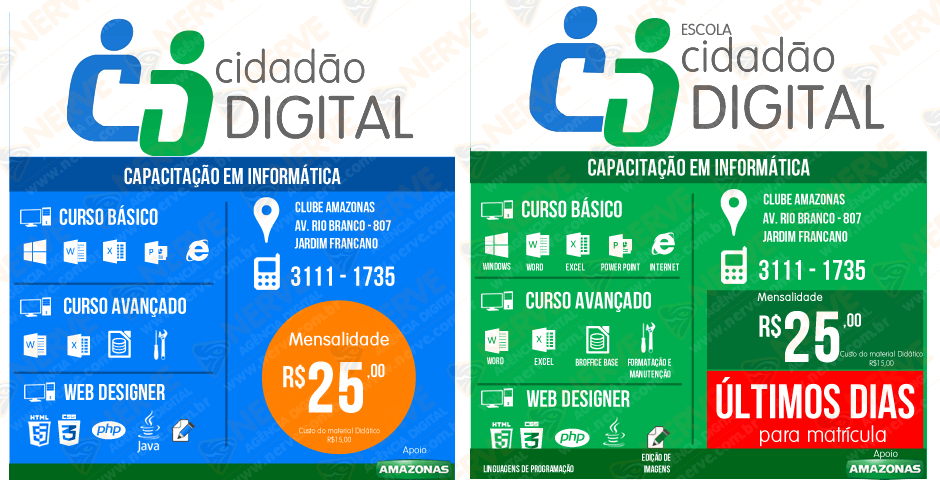 cidadão
DIGITAL
CAPACITAÇÃO EM INFORMÁTICA
CURSO BÁSICO
CURSO AVANÇADO
WEB DESIGNER
HTML
CSS
php
Java
CLUBE AMAZONAS
AV. RIO BRANCO - 807
JARDIM FRANCANO
3111 - 1735
Mensalidade
R$25,00
Custo do material Didático
R$15,00
Apoio
AMAZONAS
ESCOLA
cidadão
DIGITAL
CAPACITAÇÃO EM INFORMÁTICA
CURSO BÁSICO
WINDOWS WORD EXCEL POWER POINT INTERNET
CURSO AVANÇADO
WORD EXCEL BROFFICE BASE FORMATAÇÃO E
MANUTENÇÃO
WEB DESIGNER
HTML
CSS
php
LINGUAGENS DE PROGRAMAÇÃO
EDIÇÃO DE
IMAGENS
CLUBE AMAZONAS
AV. RIO BRANCO - 807
JARDIM FRANCANO
3111 - 1735
Mensalidade
R$25,00
Custo do material Didático
R$15,00
ÚLTIMOS DIAS
para matrícula
Apoio
AMAZONAS